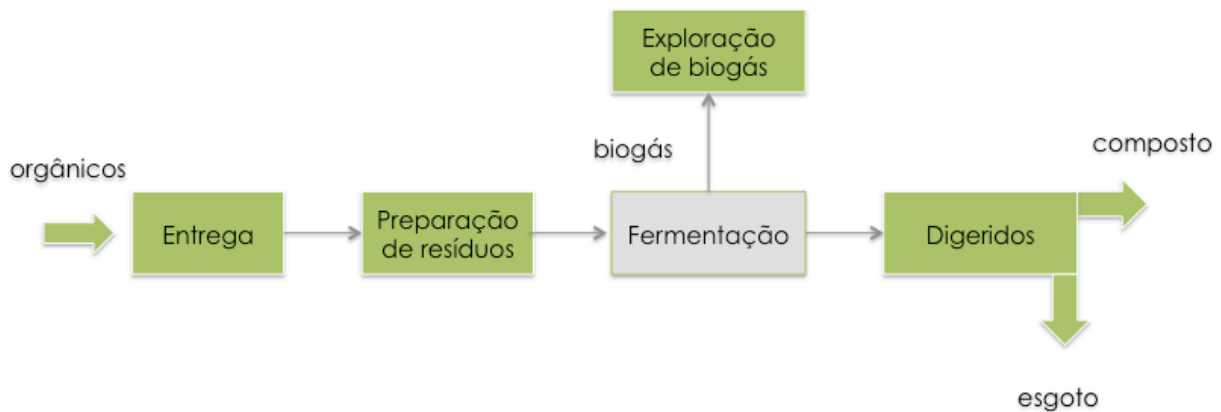 Exploração
de biogás
biogás
composto
orgânicos
Entrega
Preparação
de resíduos
Fermentação
Digeridos
esgoto